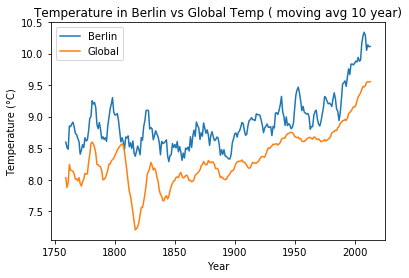 Temperature in Berlin vs Global Temp ( moving avg 10 year)
Berlin
Global
Temperature (°C)
10.5
10.0
9.5
9.0
8.5
8.0
7.5
1750
1800
1850
1900
1950
2000
Year